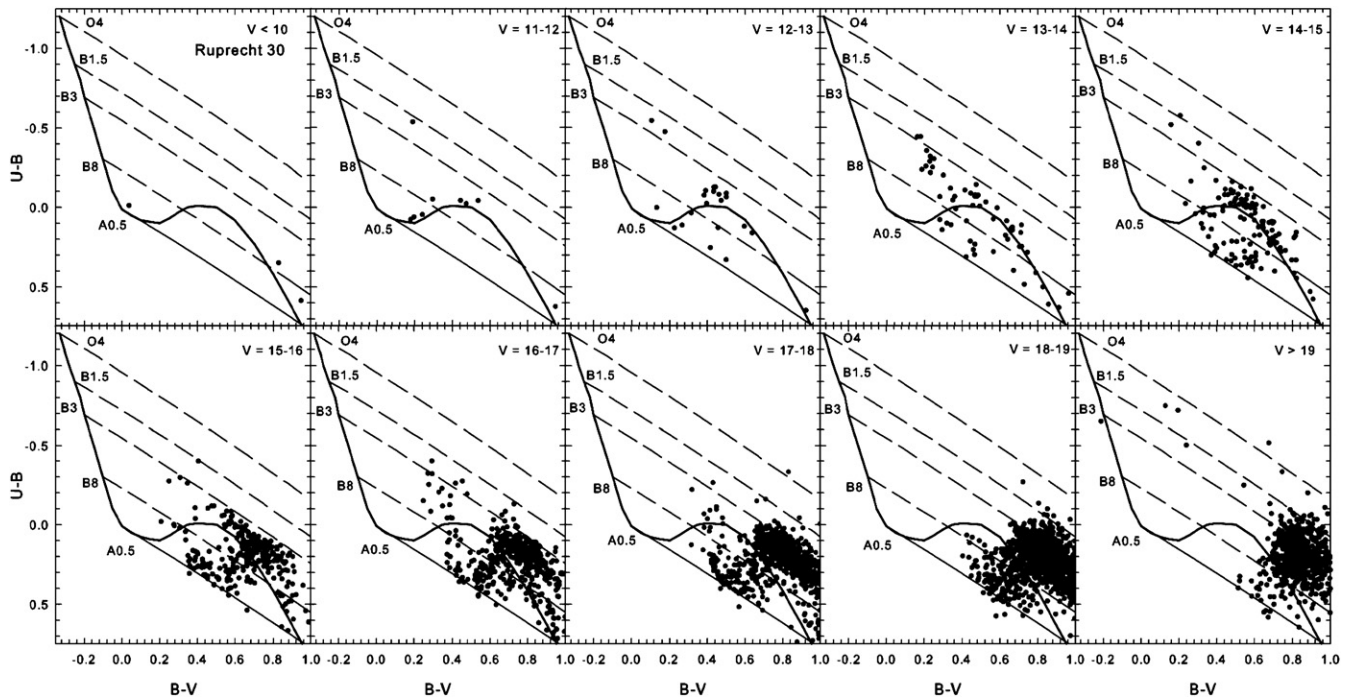 O4 V < 10
Ruprecht 30
B1.5
B3
B8
A0.5
O4 V = 11-12
B1.5
B3
B8
A0.5
O4 V = 12-13
B1.5
B3
B8
A0.5
O4 V = 13-14
B1.5
B3
B8
A0.5
O4 V = 14-15
B1.5
B3
B8
A0.5
-1.0
-0.5
0.0
0.5
U-B
O4 V = 15-16
B1.5
B3
B8
A0.5
O4 V = 16-17
B1.5
B3
B8
A0.5
O4 V = 17-18
B1.5
B3
B8
A0.5
O4 V = 18-19
B1.5
B3
B8
A0.5
O4 V > 19
B1.5
B3
B8
A0.5
-1.0
-0.5
0.0
0.5
U-B
-0.2 0.0 0.2 0.4 0.6 0.8 1.0 -0.2 0.0 0.2 0.4 0.6 0.8 1.0 -0.2 0.0 0.2 0.4 0.6 0.8 1.0 -0.2 0.0 0.2 0.4 0.6 0.8 1.0 -0.2 0.0 0.2 0.4 0.6 0.8 1.0
B-V B-V B-V B-V B-V